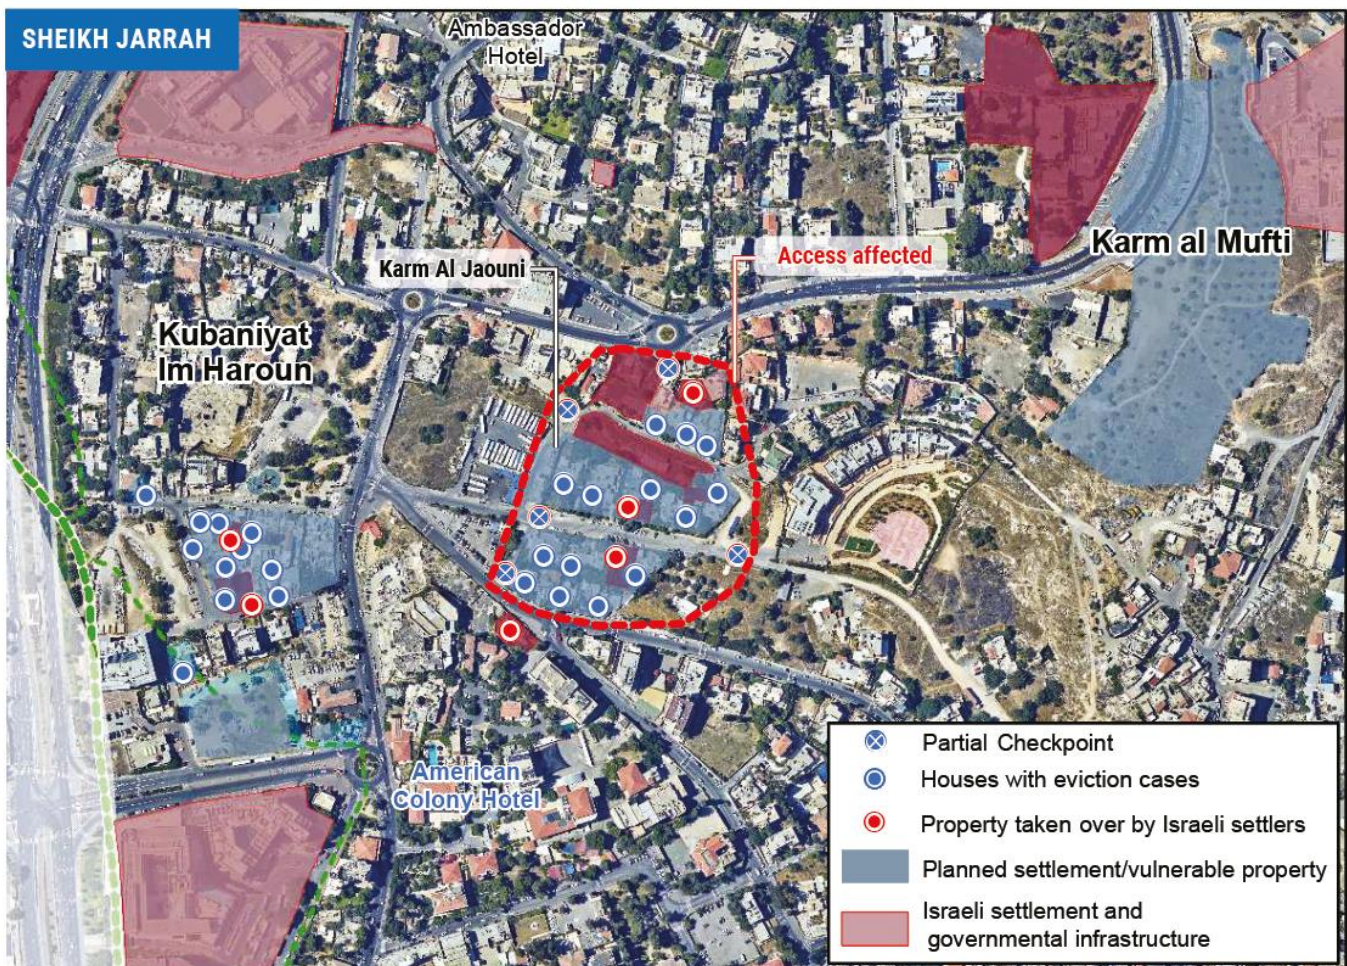 SHEIKH JARRAH
Ambassador
Hotel
Karm al Mufti
Access affected
Karm Al Jaouni
Kubaniyat
Im Haroun
American
Colony Hotel
Partial Checkpoint
Houses with eviction cases
Property taken over by Israeli settlers
Planned settlement/vulnerable property
Israeli settlement and
governmental infrastructure